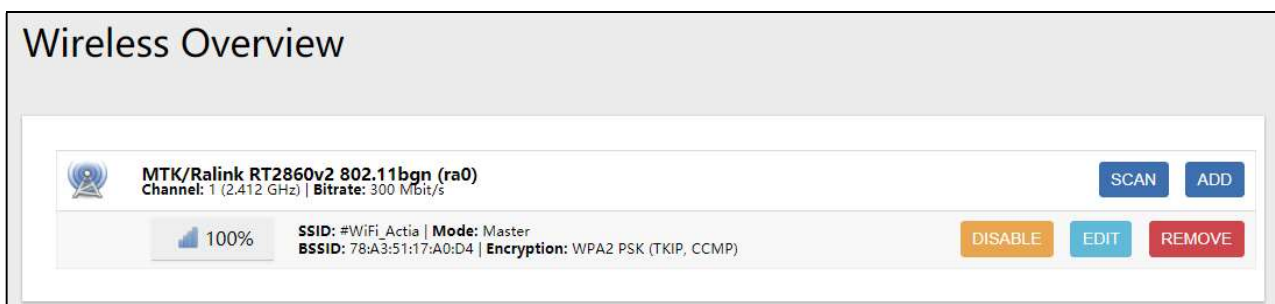 Wireless Overview
MTK/Ralink RT2860v2 802.11bgn (ra0)
Channel: 1 (2.412 GHz) | Bitrate: 300 Mbit/s
SCAN ADD
100%
SSID: #WiFi_Actia | Mode: Master
BSSID: 78:A3:51:17:A0:D4 | Encryption: WPA2 PSK (TKIP, CCMP)
DISABLE EDIT REMOVE